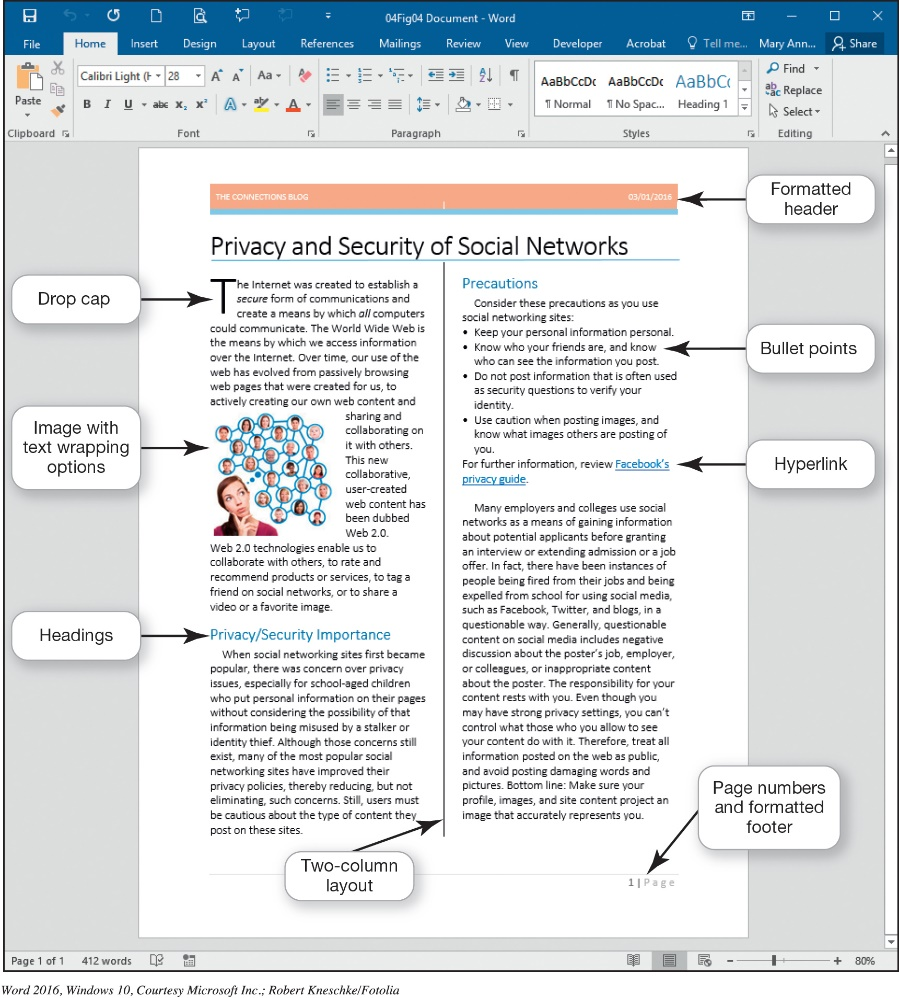 04Fig04 Document - Word
File Home Insert Design Layout References Mailings Review View Developer Acrobat Tell me... Mary Ann... Share
Calibri Light (H 28 A A Aa
Paste B I U abc x₂ x² A ab A
AaBbCcDc AaBbCcDc AaBbCc
¶ Normal ¶ No Spac... Heading 1
Find
Replace
Select
Clipboard Font Paragraph Styles Editing
THE CONNECTIONS BLOG 03/01/2016
Formatted
header
Privacy and Security of Social Networks
Drop cap
The Internet was created to establish a
secure form of communications and
create a means by which all computers
could communicate. The World Wide Web is
the means by which we access information
over the Internet. Over time, our use of the
web has evolved from passively browsing
web pages that were created for us, to
actively creating our own web content and
sharing and
collaborating on
it with others.
This new
collaborative,
user-created
web content has
been dubbed
Web 2.0.
Image with
text wrapping
options
Web 2.0 technologies enable us to
collaborate with others, to rate and
recommend products or services, to tag a
friend on social networks, or to share a
video or a favorite image.
Headings
Privacy/Security Importance
When social networking sites first became
popular, there was concern over privacy
issues, especially for school-aged children
who put personal information on their pages
without considering the possibility of that
information being misused by a stalker or
identity thief. Although those concerns still
exist, many of the most popular social
networking sites have improved their
privacy policies, thereby reducing, but not
eliminating, such concerns. Still, users must
be cautious about the type of content they
post on these sites.
Two-column
layout
Precautions
Consider these precautions as you use
social networking sites:
• Keep your personal information personal.
• Know who your friends are, and know
who can see the information you post.
• Do not post information that is often used
as security questions to verify your
identity.
• Use caution when posting images, and
know what images others are posting of
you.
Bullet points
For further information, review Facebook's
privacy guide.
Hyperlink
Many employers and colleges use social
networks as a means of gaining information
about potential applicants before granting
an interview or extending admission or a job
offer. In fact, there have been instances of
people being fired from their jobs and being
expelled from school for using social media,
such as Facebook, Twitter, and blogs, in a
questionable way. Generally, questionable
content on social media includes negative
discussion about the poster's job, employer,
or colleagues, or inappropriate content
about the poster. The responsibility for your
content rests with you. Even though you
may have strong privacy settings, you can't
control what those who you allow to see
your content do with it. Therefore, treat all
information posted on the web as public,
and avoid posting damaging words and
pictures. Bottom line: Make sure your
profile, images, and site content project an
image that accurately represents you.
Page numbers
and formatted
footer
1 | Page
Page 1 of 1 412 words 80%
Word 2016, Windows 10, Courtesy Microsoft Inc.; Robert Kneschke/Fotolia